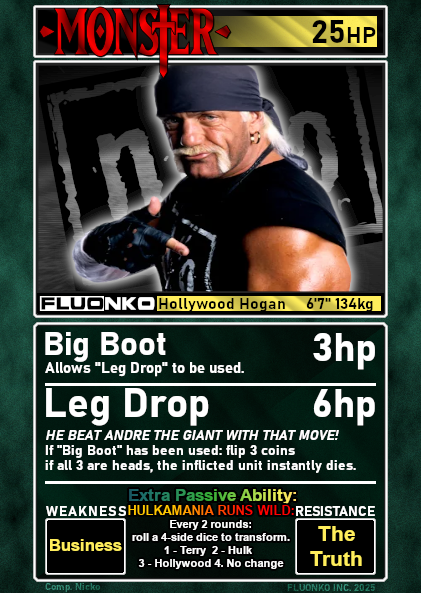 MONSTER
25HP
nWo
FLUONKO Hollywood Hogan 6'7" 134kg
Big Boot 3hp
Allows "Leg Drop" to be used.
Leg Drop 6hp
HE BEAT ANDRE THE GIANT WITH THAT MOVE!
If "Big Boot" has been used: flip 3 coins
if all 3 are heads, the inflicted unit instantly dies.
Extra Passive Ability:
WEAKNESS HULKAMANIA RUNS WILD: RESISTANCE
Business
Every 2 rounds:
roll a 4-side dice to transform.
1 - Terry 2 - Hulk
3 - Hollywood 4. No change
The
Truth
Comp. Nicko
FLUONKO INC. 2025